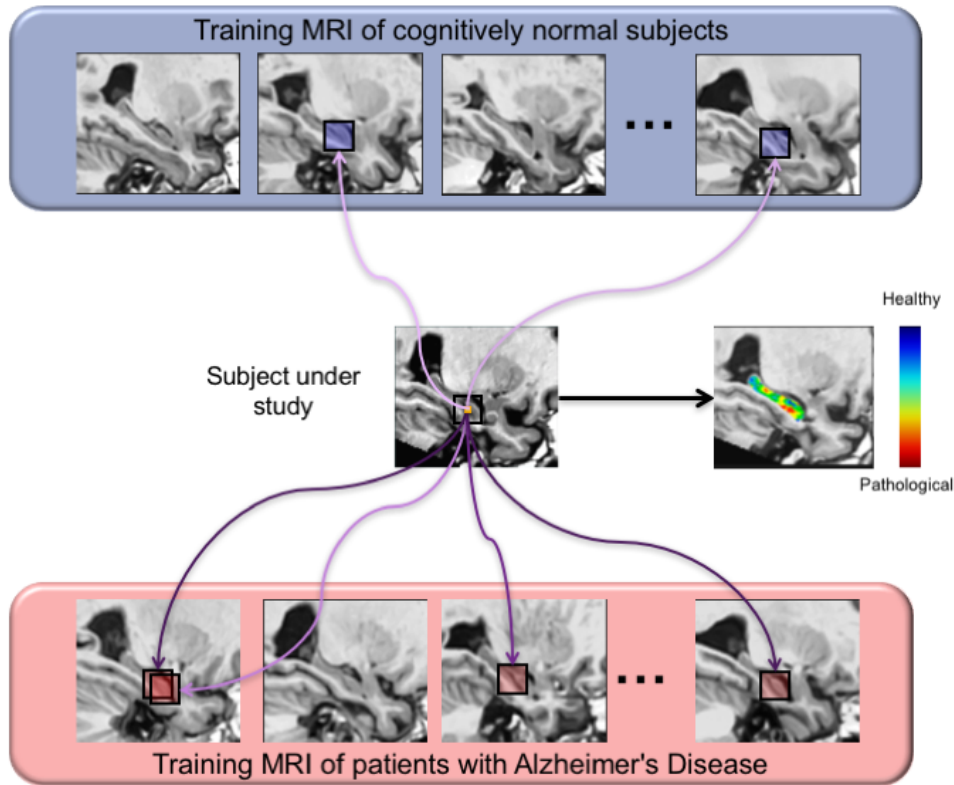 Training MRI of cognitively normal subjects
...
Healthy
Subject under
study
Pathological
...
Training MRI of patients with Alzheimer's Disease